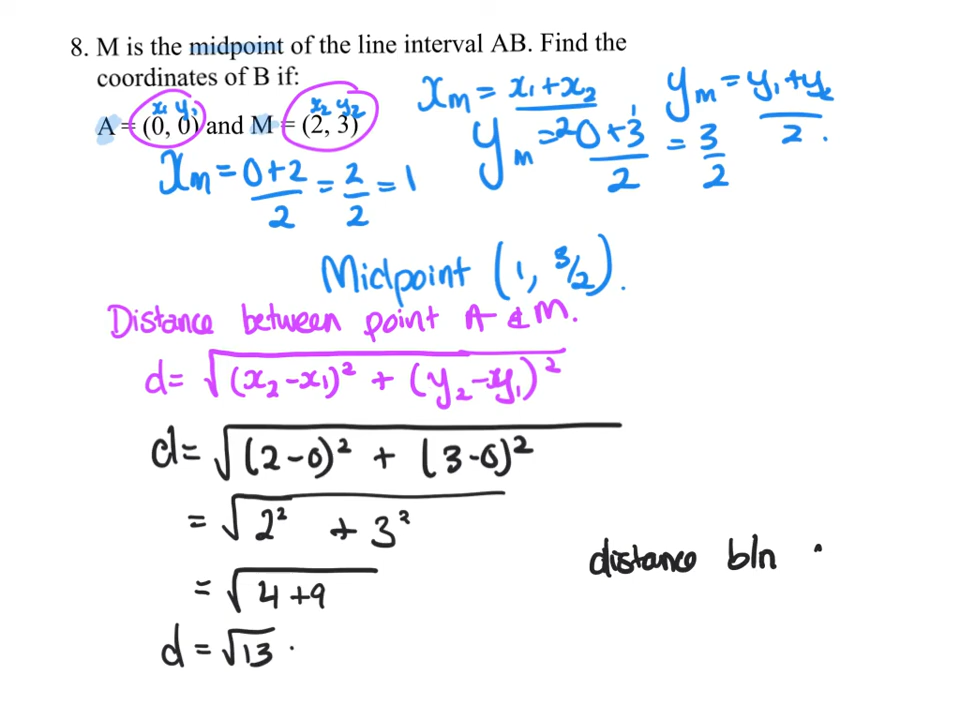 8. M is the midpoint of the line interval AB. Find the
coordinates of B if:
x₁ y₁ x₂ y₂
A = (0, 0) and M = (2, 3)
xm = x₁+x₂/2
ym = y₁+y₂/2.
ym = 0+3/2 = 3/2
xm = 0+2/2 = 2/2 = 1
Midpoint (1, 3/2).
Distance between point A & M.
d = √(x₂-x₁)² + (y₂-y₁)²
d = √(2-0)² + (3-0)²
= √2² + 3²
= √4+9
d = √13
distance btn